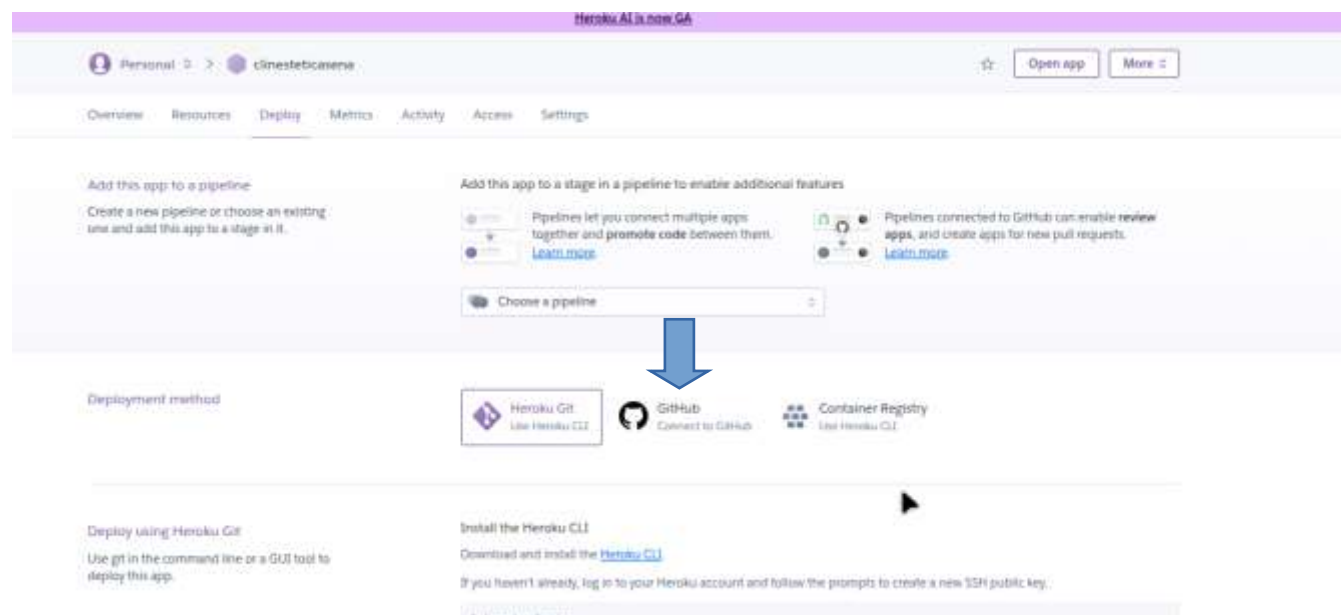 Heroku AI is now GA
Personal > clinesteticasena
Open app
More
Overview Resources Deploy Metrics Activity Access Settings
Add this app to a pipeline
Create a new pipeline or choose an existing
one and add this app to a stage in it.
Add this app to a stage in a pipeline to enable additional features
Pipelines let you connect multiple apps
together and promote code between them.
Learn more.
Pipelines connected to GitHub can enable review
apps, and create apps for new pull requests.
Learn more.
Choose a pipeline
Deployment method
Heroku Git
Use Heroku CLI
GitHub
Connect to GitHub
Container Registry
Use Heroku CLI
Deploy using Heroku Git
Use git in the command line or a GUI tool to
deploy this app.
Install the Heroku CLI
Download and install the Heroku CLI.
If you haven't already, log in to your Heroku account and follow the prompts to create a new SSH public key.